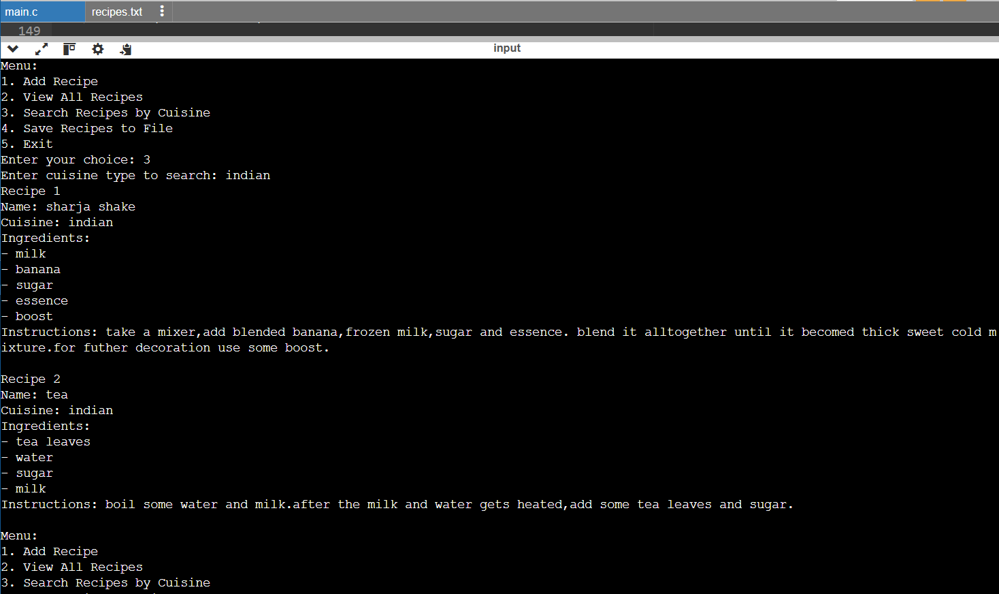 main.c recipes.txt
149
input
Menu:
1. Add Recipe
2. View All Recipes
3. Search Recipes by Cuisine
4. Save Recipes to File
5. Exit
Enter your choice: 3
Enter cuisine type to search: indian
Recipe 1
Name: sharja shake
Cuisine: indian
Ingredients:
- milk
- banana
- sugar
- essence
- boost
Instructions: take a mixer,add blended banana,frozen milk,sugar and essence. blend it alltogether until it becomed thick sweet cold m
ixture.for futher decoration use some boost.
Recipe 2
Name: tea
Cuisine: indian
Ingredients:
- tea leaves
- water
- sugar
- milk
Instructions: boil some water and milk.after the milk and water gets heated,add some tea leaves and sugar.
Menu:
1. Add Recipe
2. View All Recipes
3. Search Recipes by Cuisine